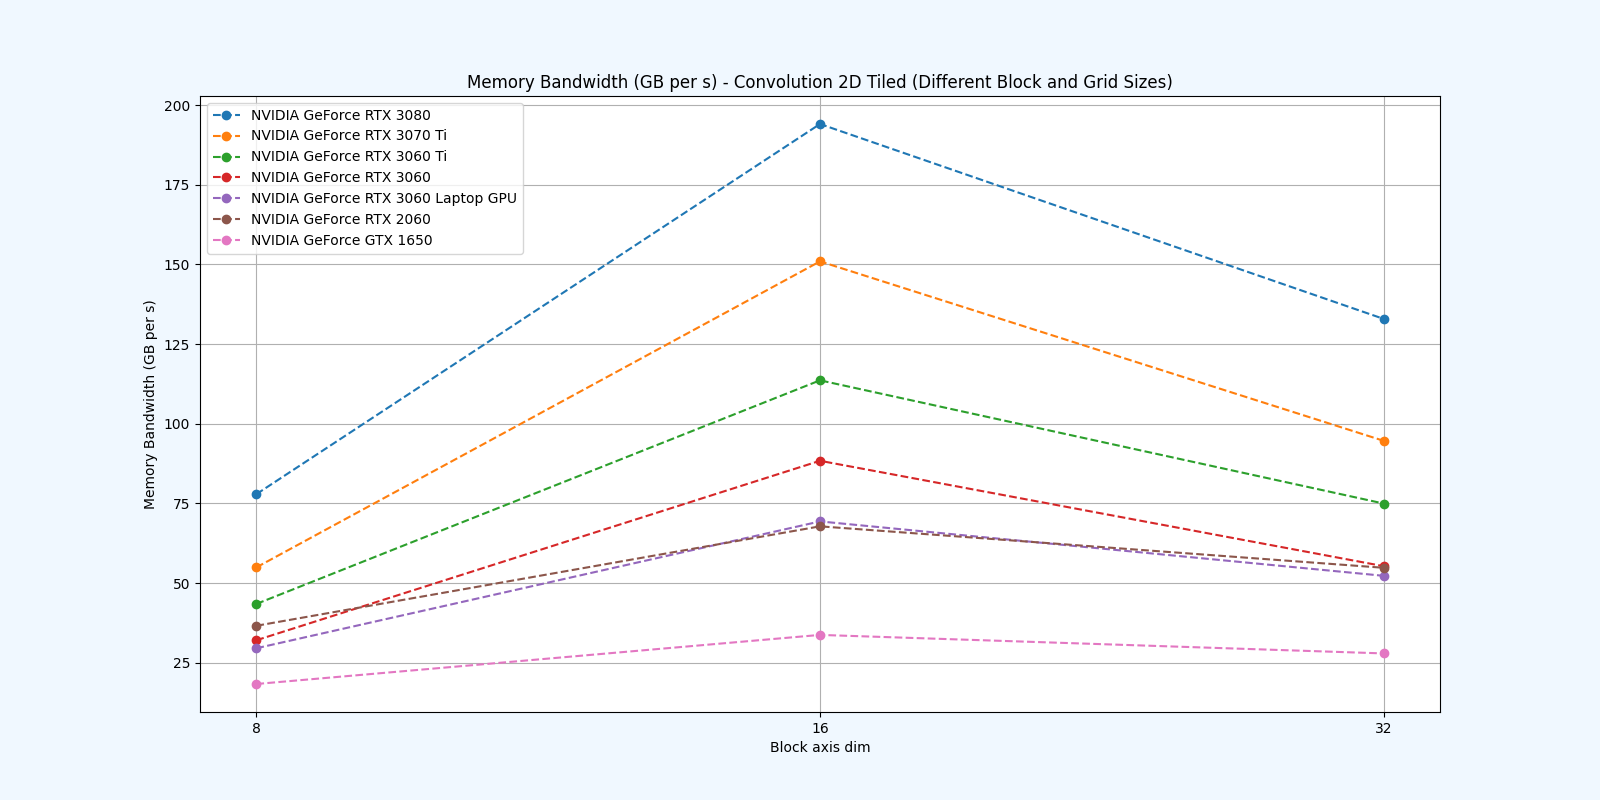 Memory Bandwidth (GB per s) - Convolution 2D Tiled (Different Block and Grid Sizes)
NVIDIA GeForce RTX 3080
NVIDIA GeForce RTX 3070 Ti
NVIDIA GeForce RTX 3060 Ti
NVIDIA GeForce RTX 3060
NVIDIA GeForce RTX 3060 Laptop GPU
NVIDIA GeForce RTX 2060
NVIDIA GeForce GTX 1650
Memory Bandwidth (GB per s)
200
175
150
125
100
75
50
25
8
16
32
Block axis dim